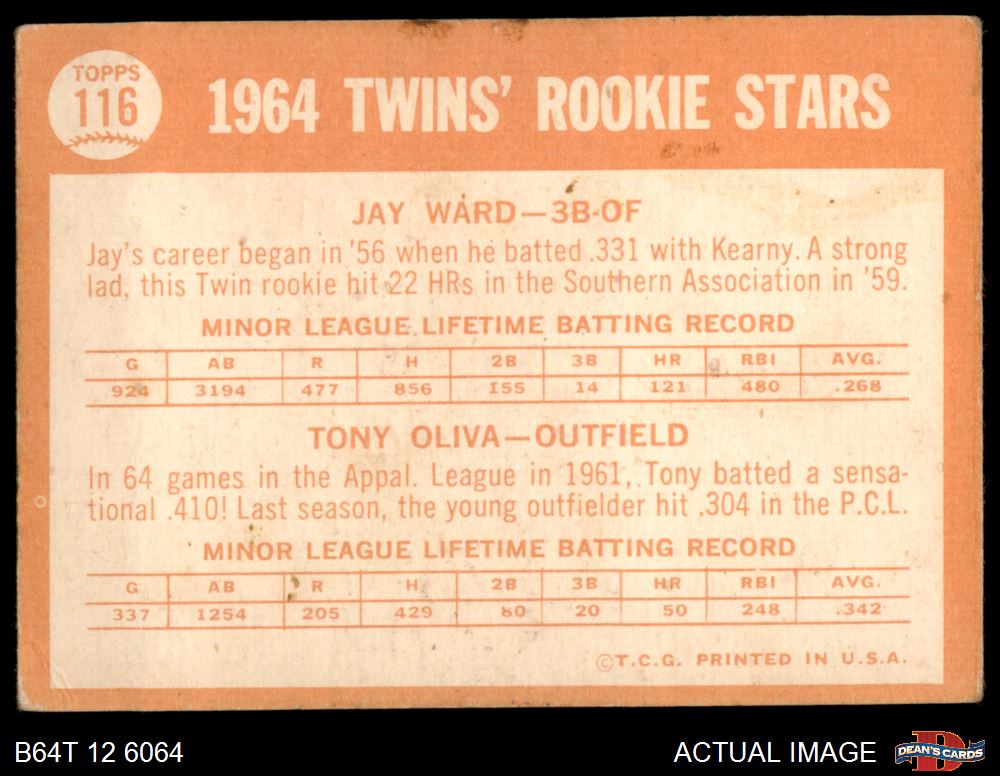 TOPPS
116
1964 TWINS' ROOKIE STARS
JAY WARD—3B-OF
Jay's career began in '56 when he batted .331 with Kearny. A strong
lad, this Twin rookie hit 22 HRs in the Southern Association in '59.
MINOR LEAGUE LIFETIME BATTING RECORD
G AB R H 2B 3B HR RBI AVG.
924 3194 477 856 155 14 121 480 .268
TONY OLIVA—OUTFIELD
In 64 games in the Appal. League in 1961, Tony batted a sensa-
tional .410! Last season, the young outfielder hit .304 in the P.C.L.
MINOR LEAGUE LIFETIME BATTING RECORD
G AB R H 2B 3B HR RBI AVG.
337 1254 205 429 80 20 50 248 .342
©T.C.G. PRINTED IN U.S.A.
B64T 12 6064
ACTUAL IMAGE
D
DEAN'S CARDS